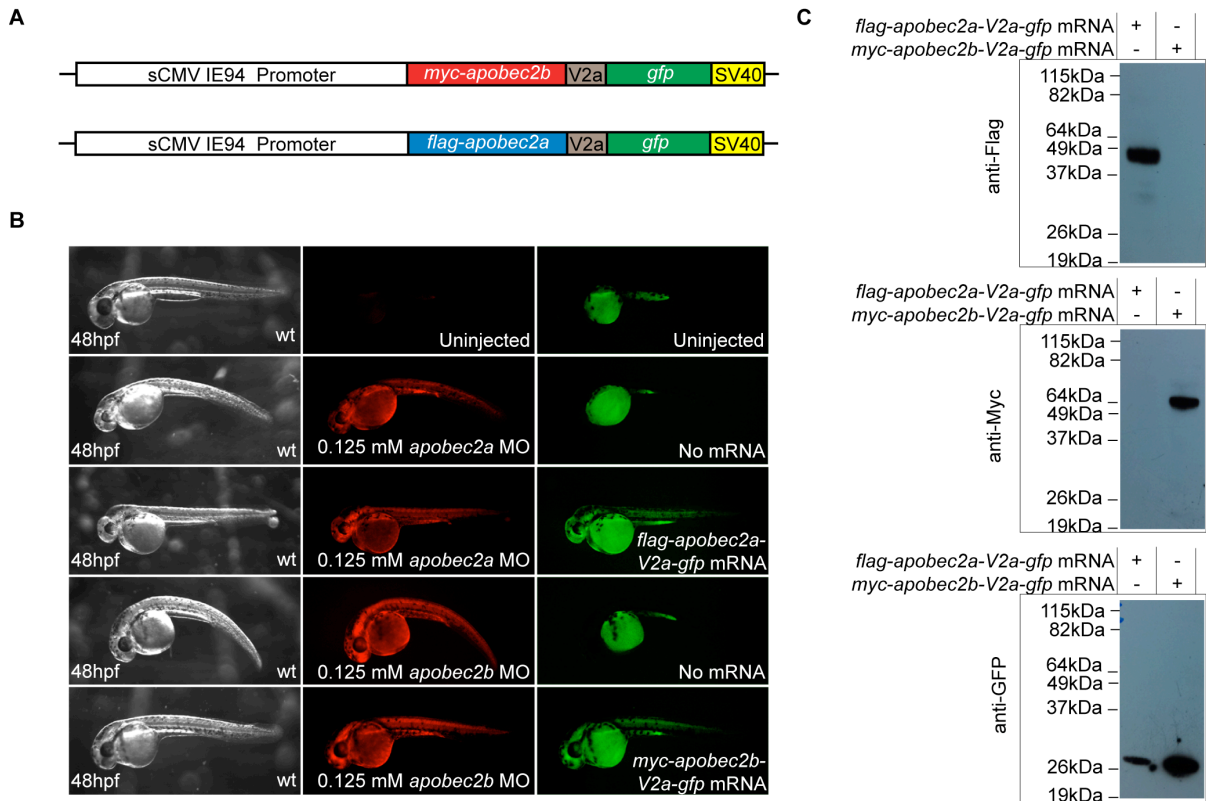 A
sCMV IE94 Promoter myc-apobec2b V2a gfp SV40
sCMV IE94 Promoter flag-apobec2a V2a gfp SV40
B
48hpf wt Uninjected Uninjected
48hpf wt 0.125 mM apobec2a MO No mRNA
48hpf wt 0.125 mM apobec2a MO flag-apobec2a-
V2a-gfp mRNA
48hpf wt 0.125 mM apobec2b MO No mRNA
48hpf wt 0.125 mM apobec2b MO myc-apobec2b-
V2a-gfp mRNA
C
flag-apobec2a-V2a-gfp mRNA + -
myc-apobec2b-V2a-gfp mRNA - +
anti-Flag
115kDa
82kDa
64kDa
49kDa
37kDa
26kDa
19kDa
flag-apobec2a-V2a-gfp mRNA + -
myc-apobec2b-V2a-gfp mRNA - +
anti-Myc
115kDa
82kDa
64kDa
49kDa
37kDa
26kDa
19kDa
flag-apobec2a-V2a-gfp mRNA + -
myc-apobec2b-V2a-gfp mRNA - +
anti-GFP
115kDa
82kDa
64kDa
49kDa
37kDa
26kDa
19kDa